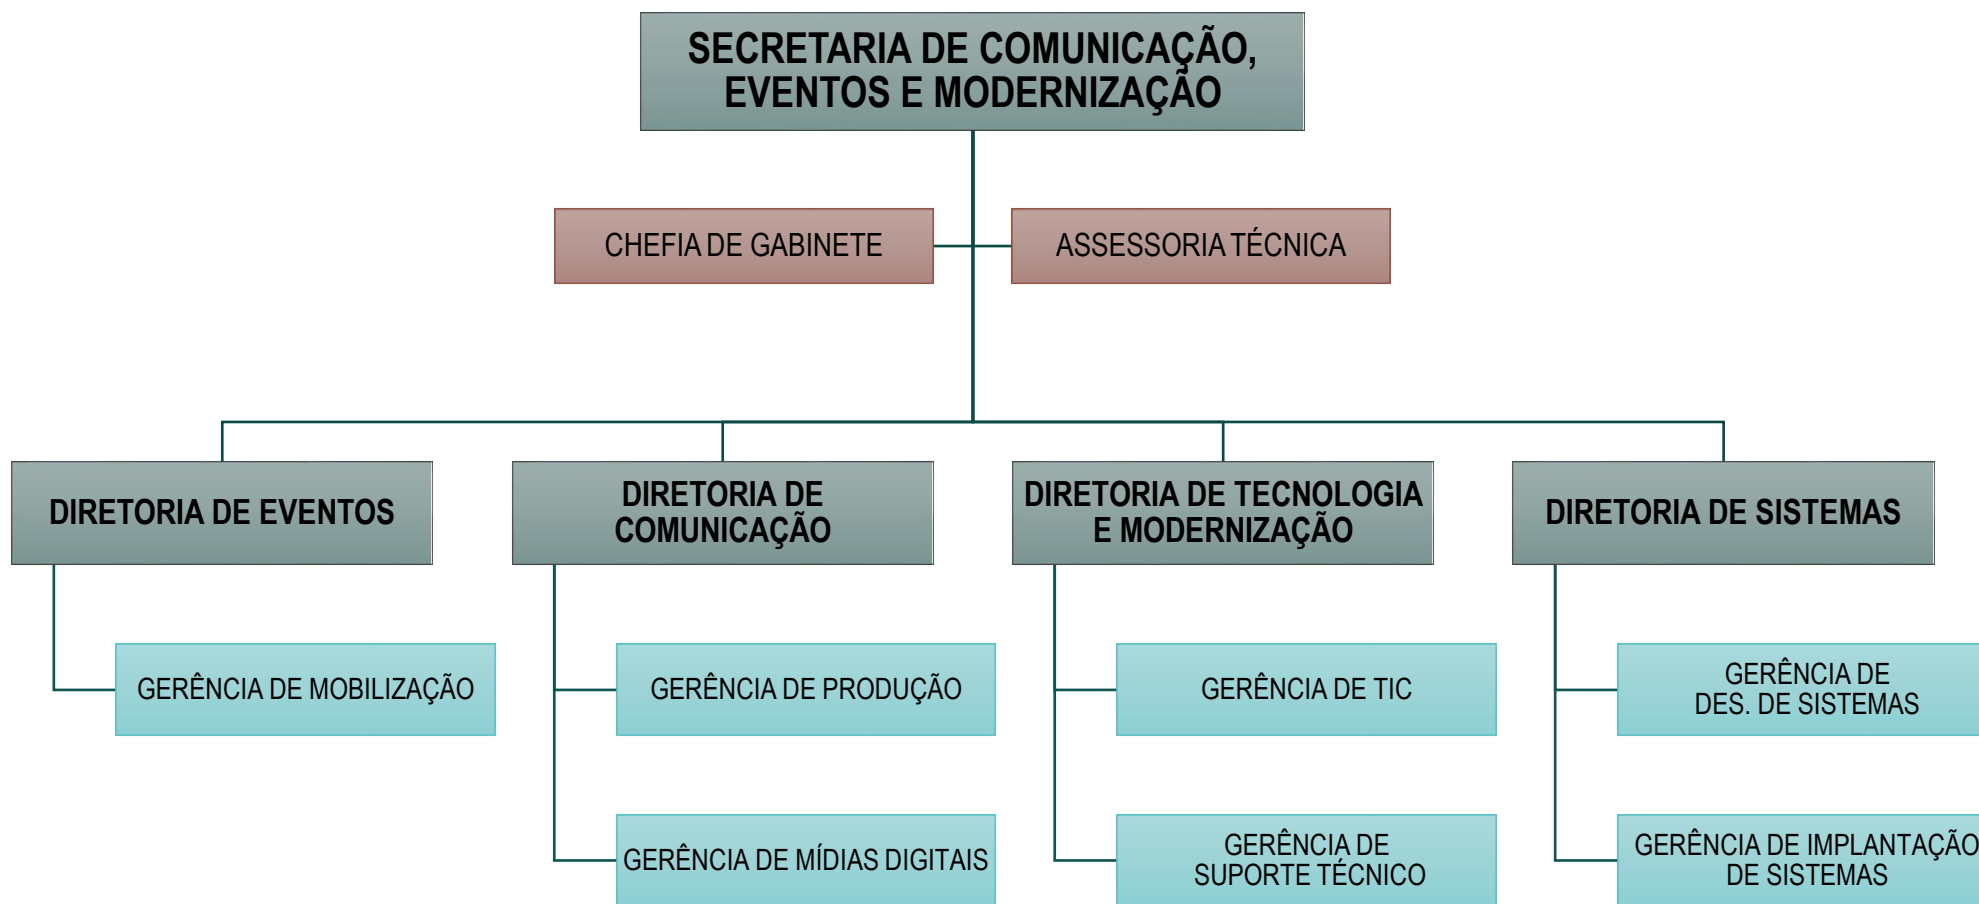 SECRETARIA DE COMUNICAÇÃO,
EVENTOS E MODERNIZAÇÃO
CHEFIA DE GABINETE
ASSESSORIA TÉCNICA
DIRETORIA DE EVENTOS
DIRETORIA DE
COMUNICAÇÃO
DIRETORIA DE TECNOLOGIA
E MODERNIZAÇÃO
DIRETORIA DE SISTEMAS
GERÊNCIA DE MOBILIZAÇÃO
GERÊNCIA DE PRODUÇÃO
GERÊNCIA DE TIC
GERÊNCIA DE
DES. DE SISTEMAS
GERÊNCIA DE MÍDIAS DIGITAIS
GERÊNCIA DE
SUPORTE TÉCNICO
GERÊNCIA DE IMPLANTAÇÃO
DE SISTEMAS